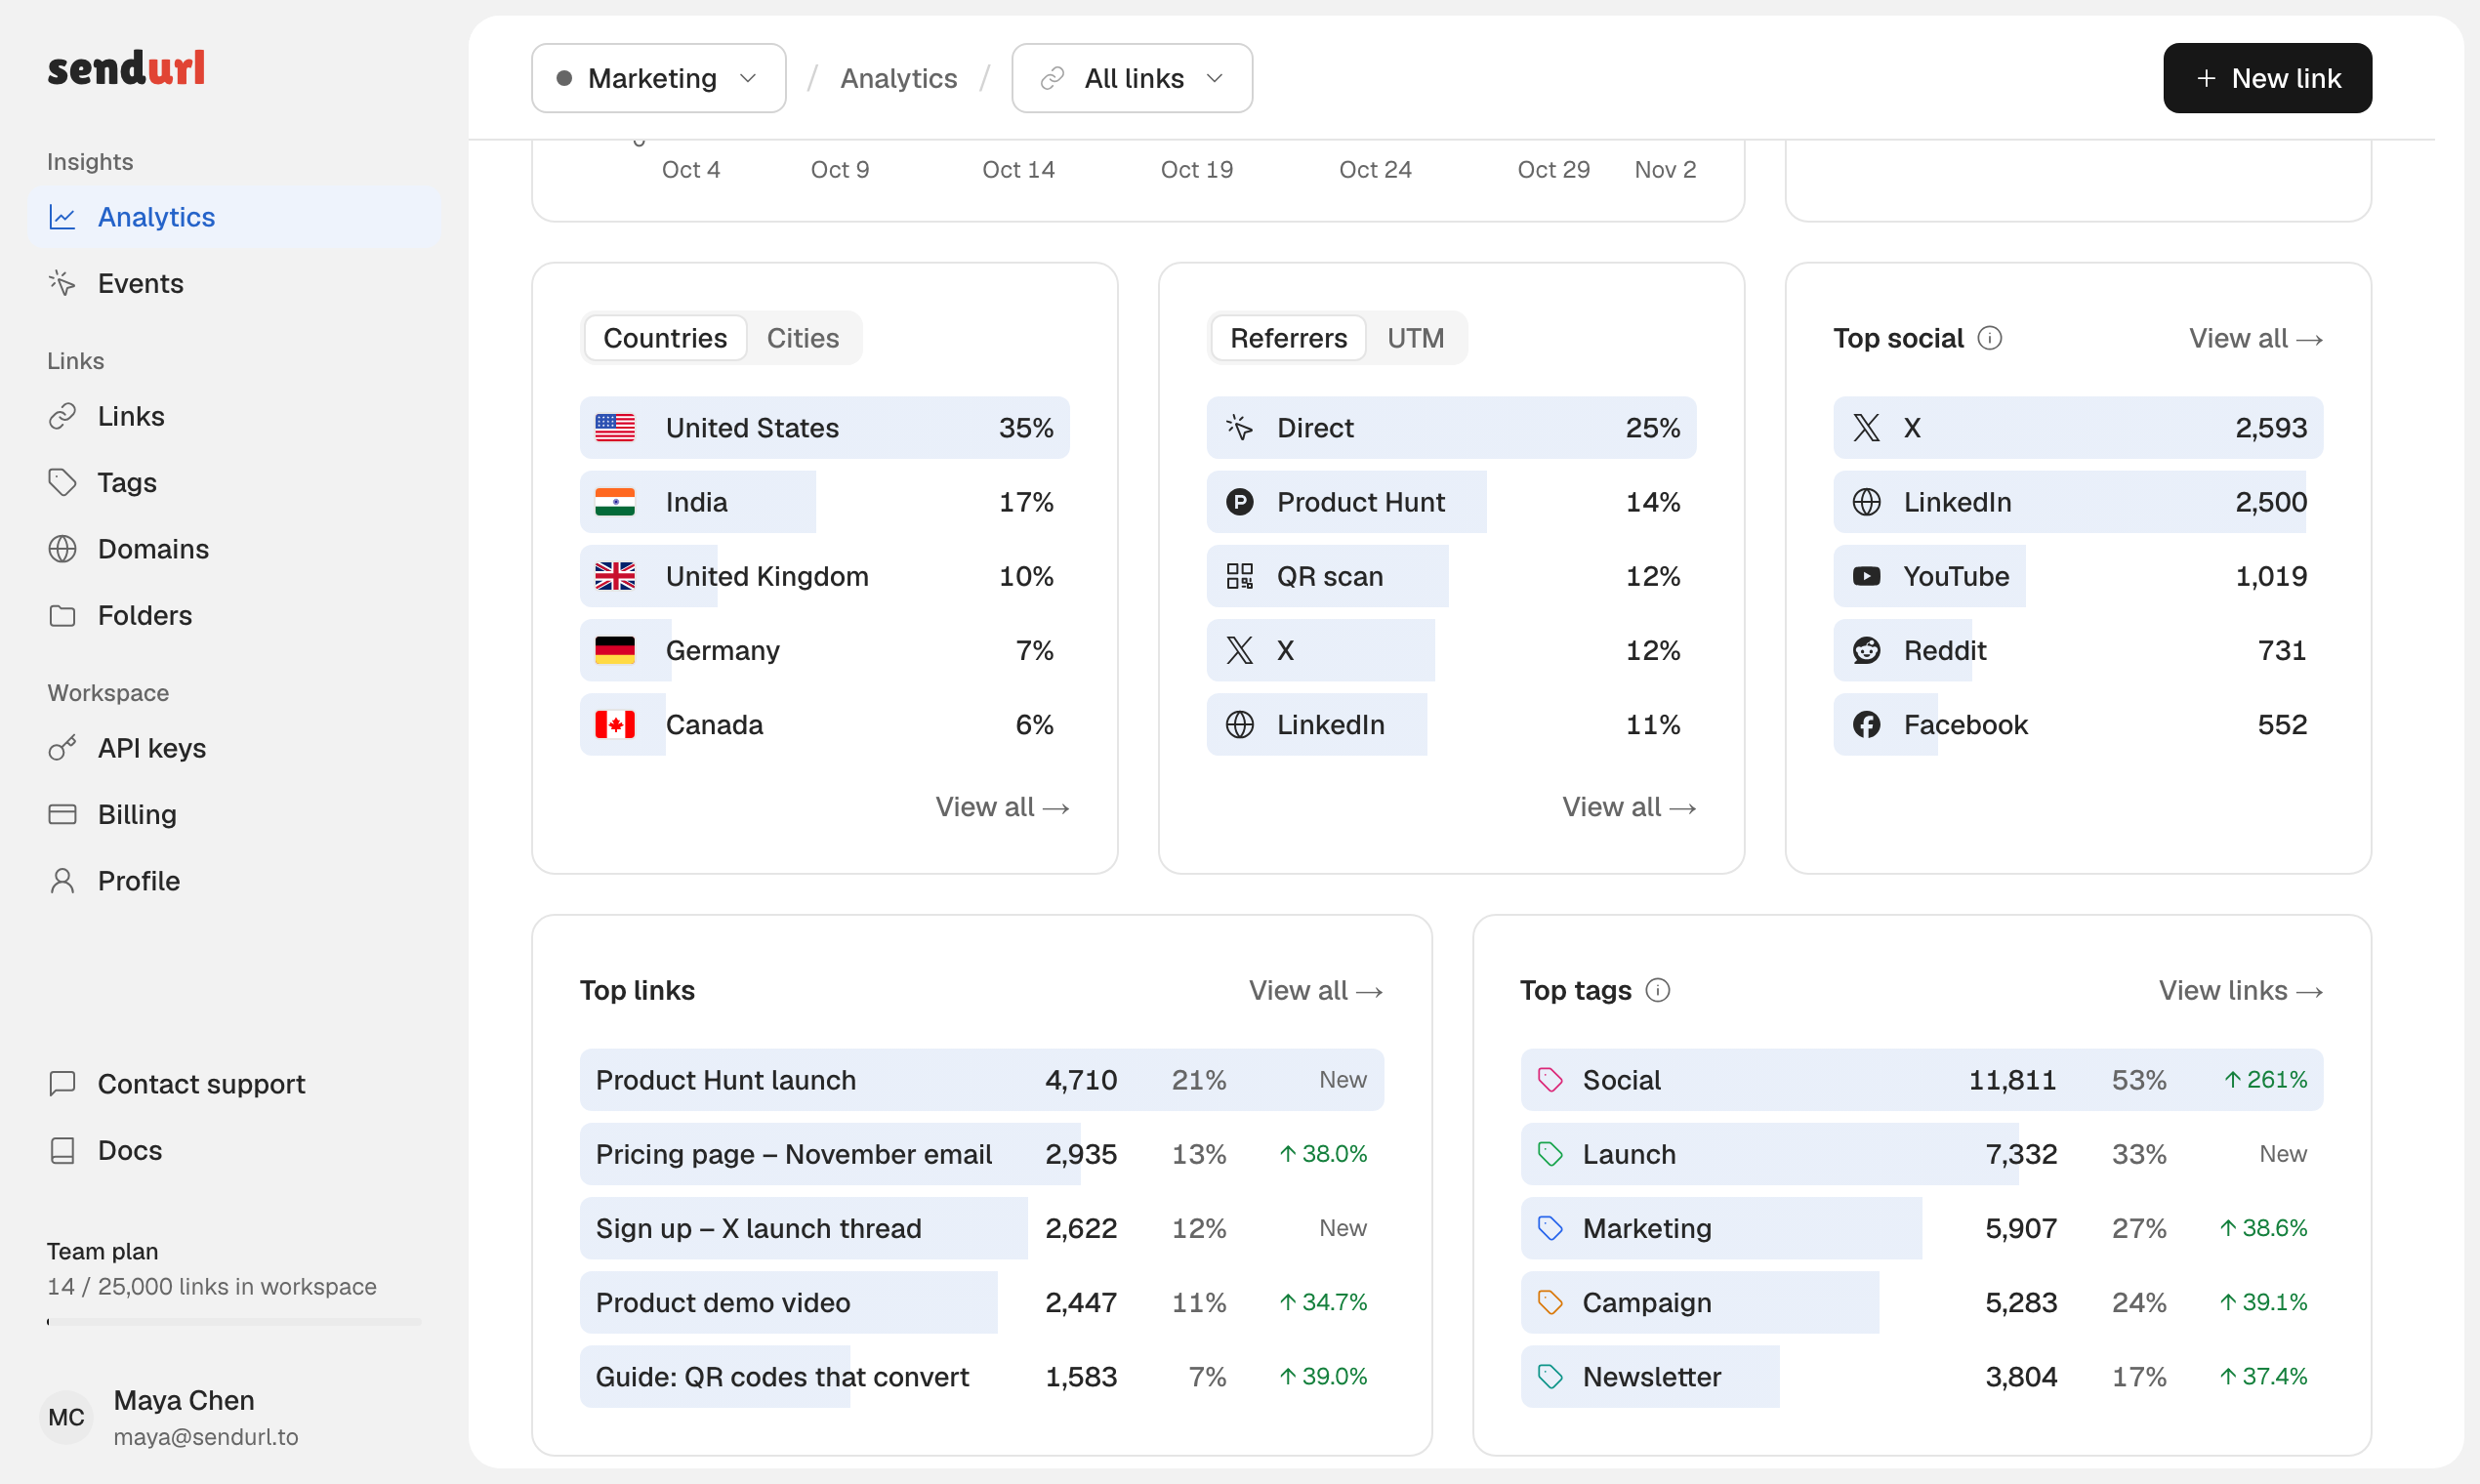 sendurl
Insights
Analytics
Events
Links
Links
Tags
Domains
Folders
Workspace
API keys
Billing
Profile
Contact support
Docs
Team plan
14 / 25,000 links in workspace
MC
Maya Chen
maya@sendurl.to
Marketing / Analytics / All links
+ New link
Oct 4 Oct 9 Oct 14 Oct 19 Oct 24 Oct 29 Nov 2
Countries Cities
United States 35%
India 17%
United Kingdom 10%
Germany 7%
Canada 6%
View all →
Referrers UTM
Direct 25%
Product Hunt 14%
QR scan 12%
X 12%
LinkedIn 11%
View all →
Top social View all →
X 2,593
LinkedIn 2,500
YouTube 1,019
Reddit 731
Facebook 552
Top links View all →
Product Hunt launch 4,710 21% New
Pricing page – November email 2,935 13% ↑ 38.0%
Sign up – X launch thread 2,622 12% New
Product demo video 2,447 11% ↑ 34.7%
Guide: QR codes that convert 1,583 7% ↑ 39.0%
Top tags View links →
Social 11,811 53% ↑ 261%
Launch 7,332 33% New
Marketing 5,907 27% ↑ 38.6%
Campaign 5,283 24% ↑ 39.1%
Newsletter 3,804 17% ↑ 37.4%